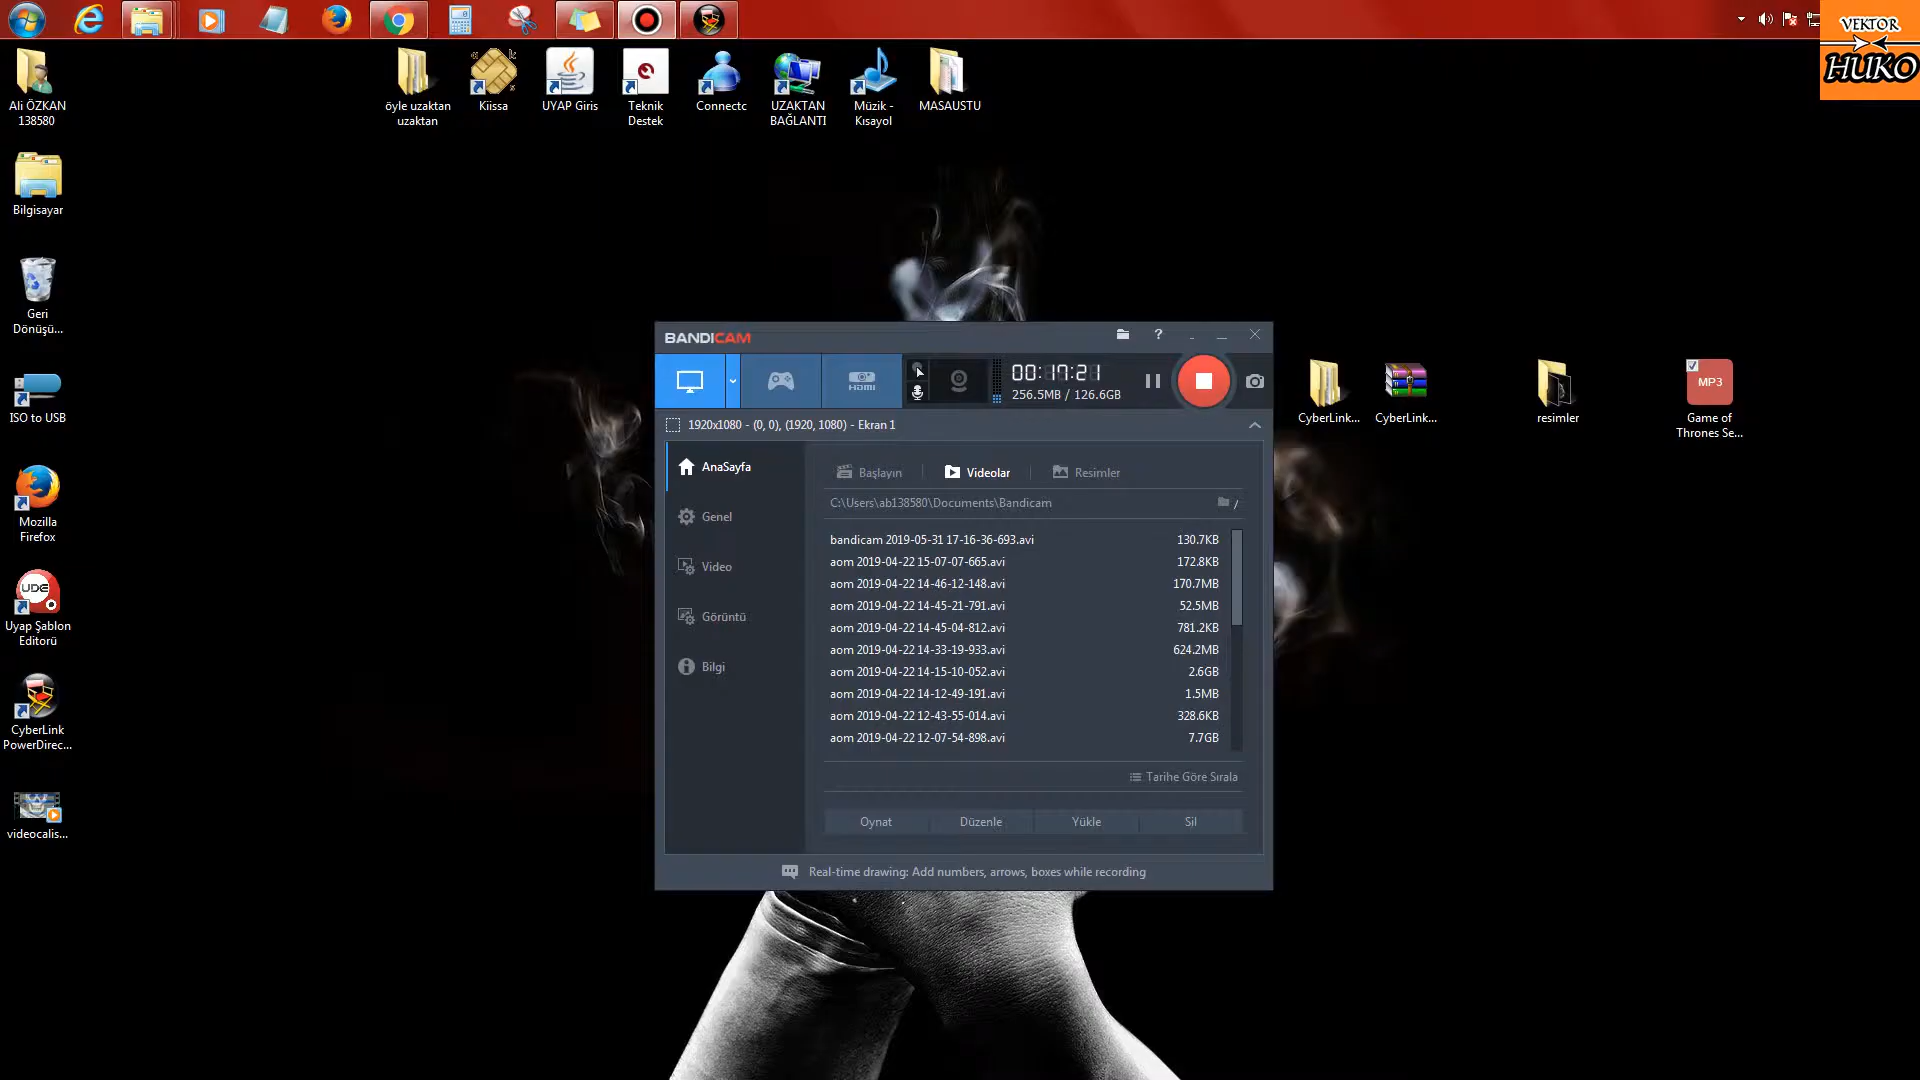 VEKTOR
HUKO
Ali ÖZKAN
138580
öyle uzaktan
uzaktan
Kiissa
UYAP Giris
Teknik
Destek
Connectc
UZAKTAN
BAĞLANTI
Müzik -
Kısayol
MASAUSTU
Bilgisayar
Geri
Dönüşü...
ISO to USB
Mozilla
Firefox
UDE
Uyap Şablon
Editorü
CyberLink
PowerDirec...
videocalis...
CyberLink...
CyberLink...
resimler
MP3
Game of
Thrones Se...
BANDICAM
?
HDMI
00:17:21
256.5MB / 126.6GB
1920x1080 - (0, 0), (1920, 1080) - Ekran 1
AnaSayfa
Genel
Video
Görüntü
Bilgi
Başlayın
Videolar
Resimler
C:\Users\ab138580\Documents\Bandicam
bandicam 2019-05-31 17-16-36-693.avi 130.7KB
aom 2019-04-22 15-07-07-665.avi 172.8KB
aom 2019-04-22 14-46-12-148.avi 170.7MB
aom 2019-04-22 14-45-21-791.avi 52.5MB
aom 2019-04-22 14-45-04-812.avi 781.2KB
aom 2019-04-22 14-33-19-933.avi 624.2MB
aom 2019-04-22 14-15-10-052.avi 2.6GB
aom 2019-04-22 14-12-49-191.avi 1.5MB
aom 2019-04-22 12-43-55-014.avi 328.6KB
aom 2019-04-22 12-07-54-898.avi 7.7GB
Tarihe Göre Sırala
Oynat
Düzenle
Yükle
Sil
Real-time drawing: Add numbers, arrows, boxes while recording